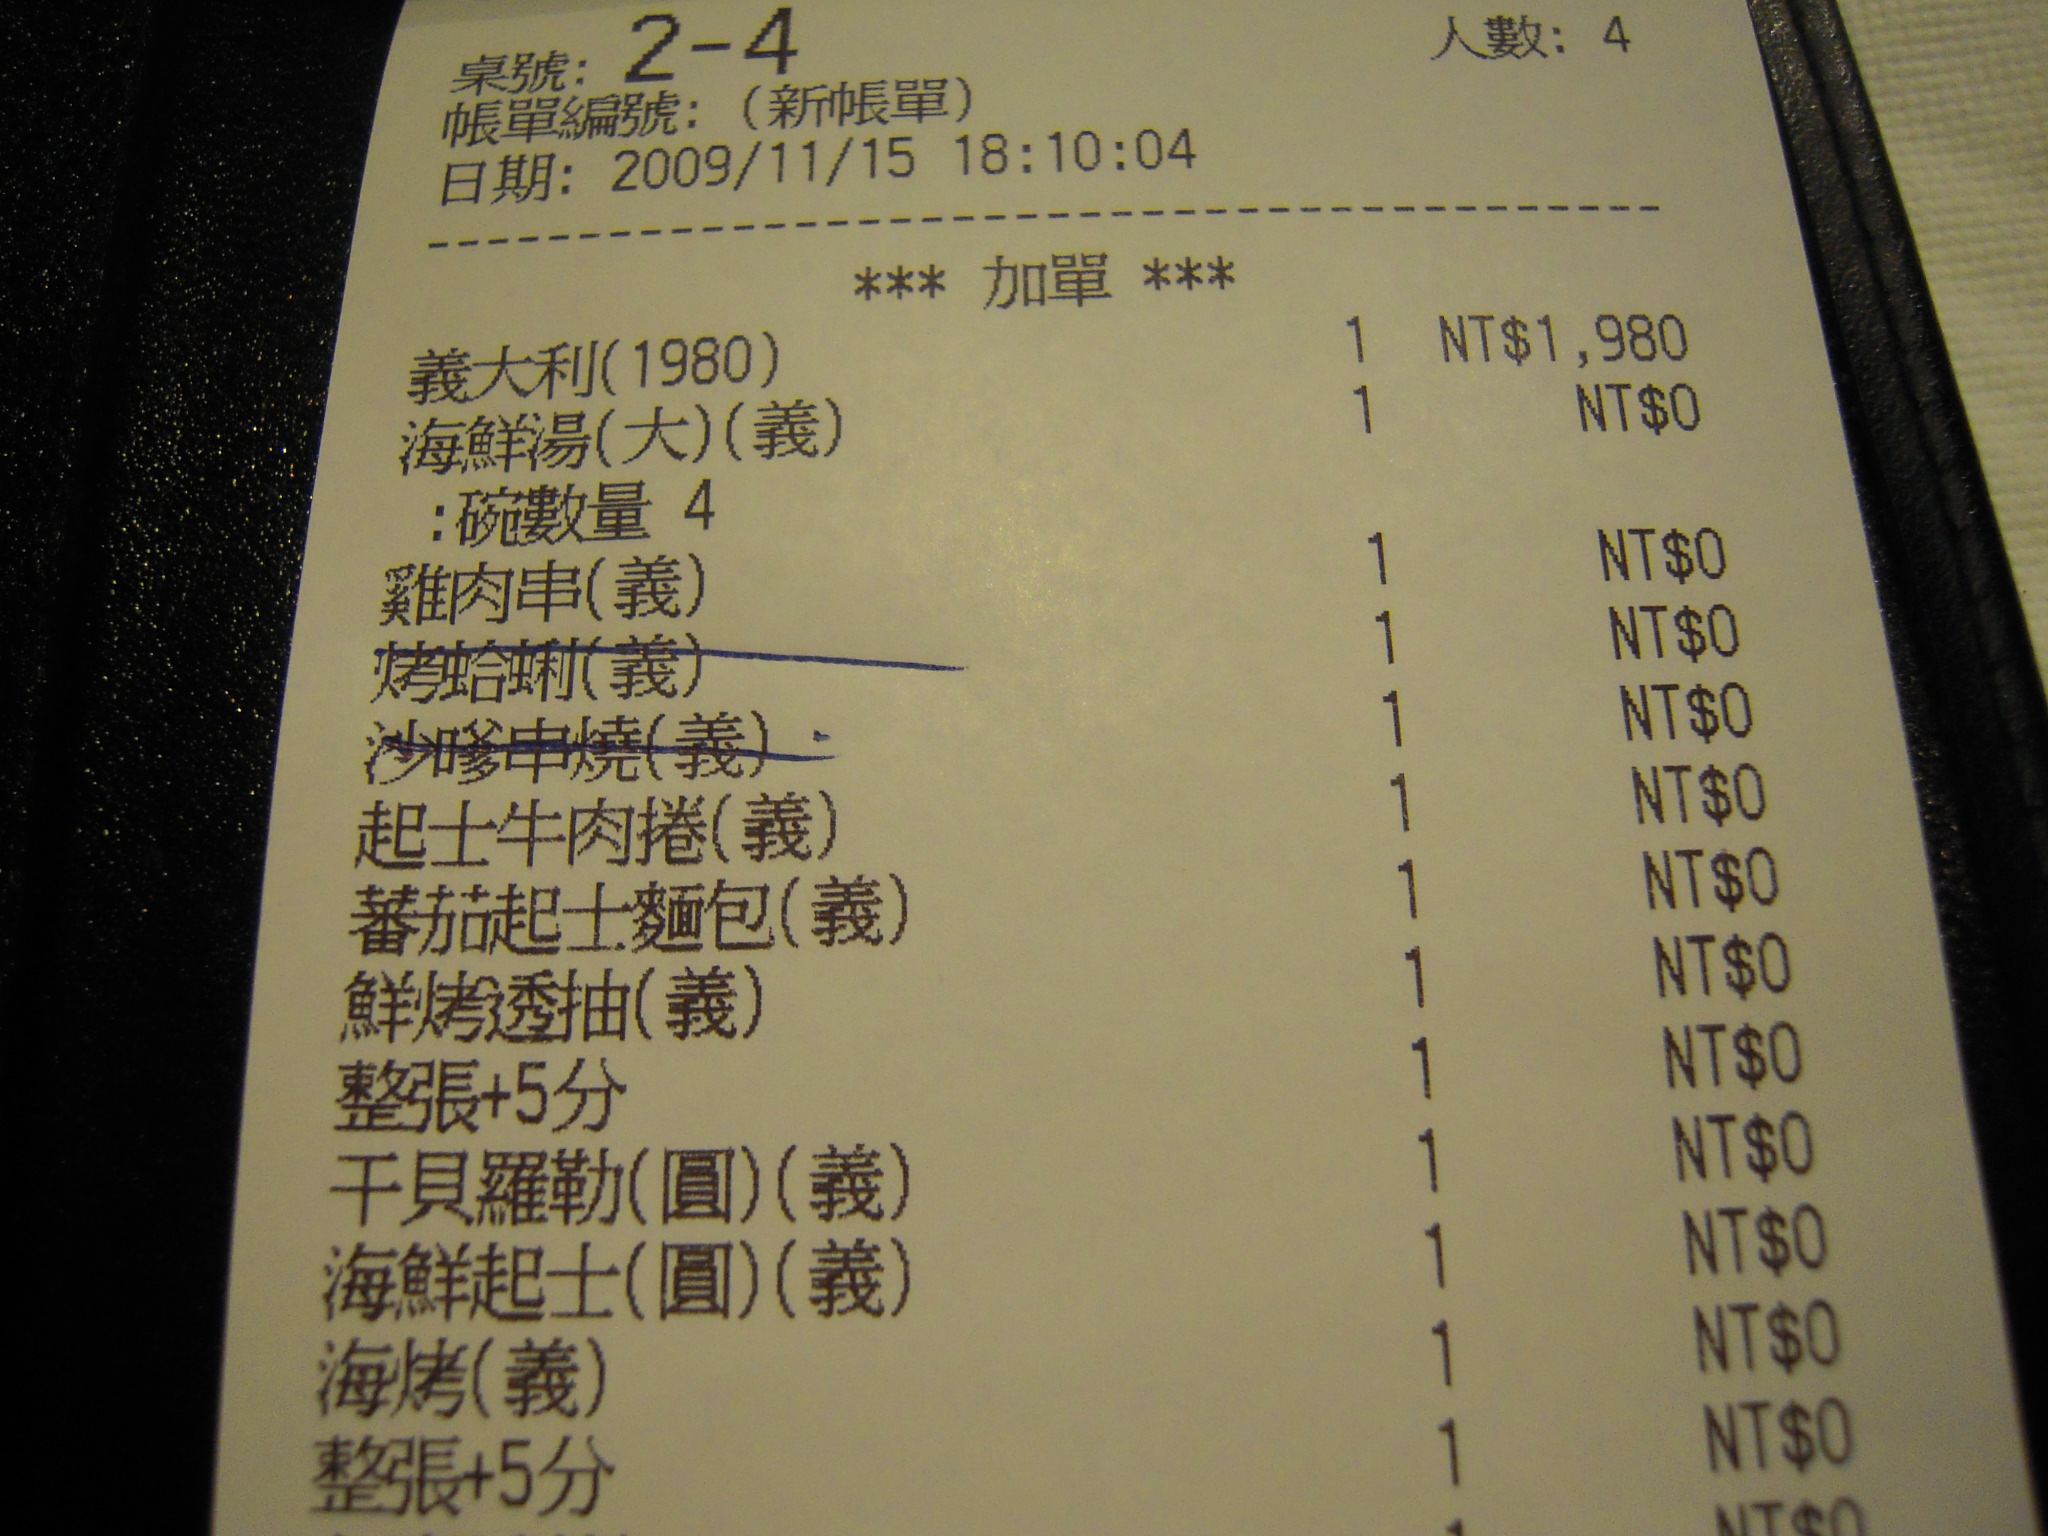 桌號: 2-4 人數: 4
帳單編號: (新帳單)
日期: 2009/11/15 18:10:04
--------------------------------
*** 加單 ***
義大利(1980) 1 NT$1,980
海鮮湯(大)(義) 1 NT$0
:碗數量 4
雞肉串(義) 1 NT$0
烤蛤蜊(義) 1 NT$0
沙嗲串燒(義) 1 NT$0
起士牛肉捲(義) 1 NT$0
蕃茄起士麵包(義) 1 NT$0
鮮烤透抽(義) 1 NT$0
整張+5分 1 NT$0
干貝羅勒(圓)(義) 1 NT$0
海鮮起士(圓)(義) 1 NT$0
海烤(義) 1 NT$0
整張+5分 1 NT$0
1 NT$0